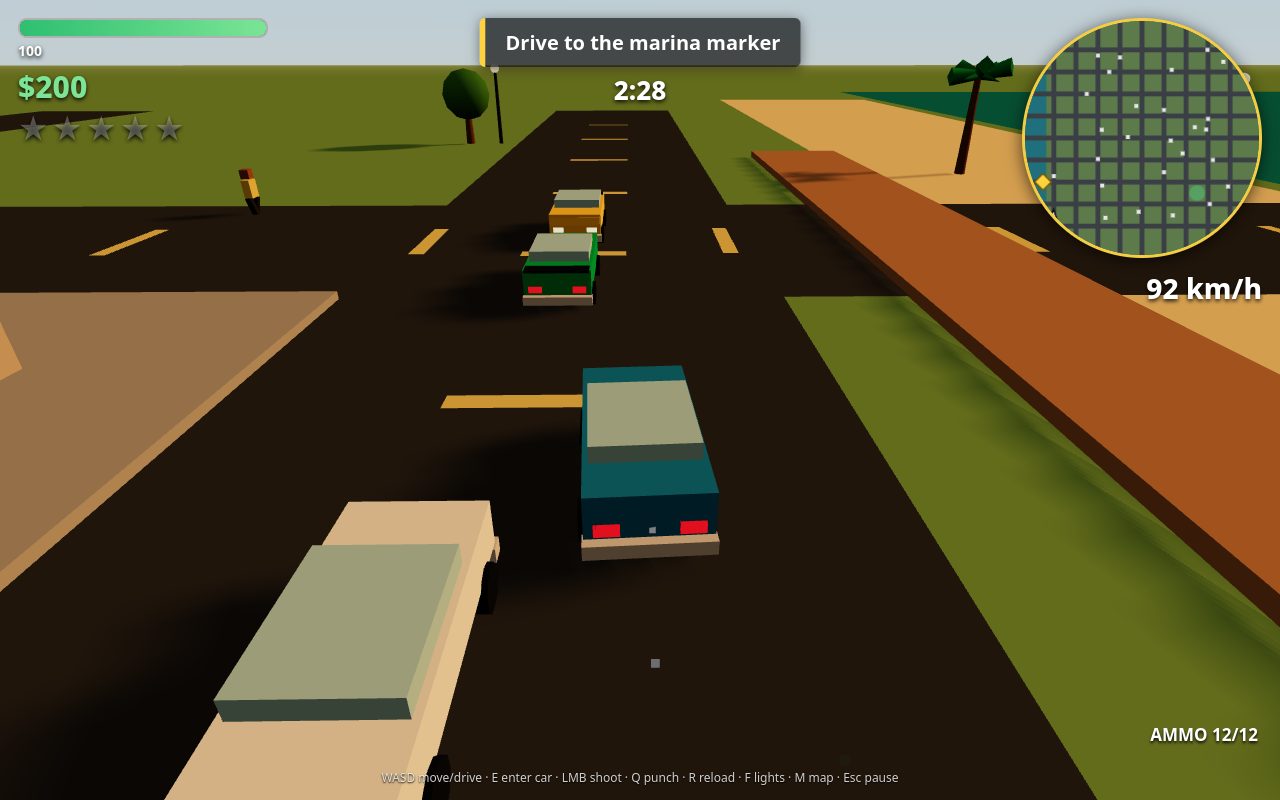 Drive to the marina marker
100
$200
2:28
92 km/h
AMMO 12/12
WASD move/drive · E enter car · LMB shoot · Q punch · R reload · F lights · M map · Esc pause